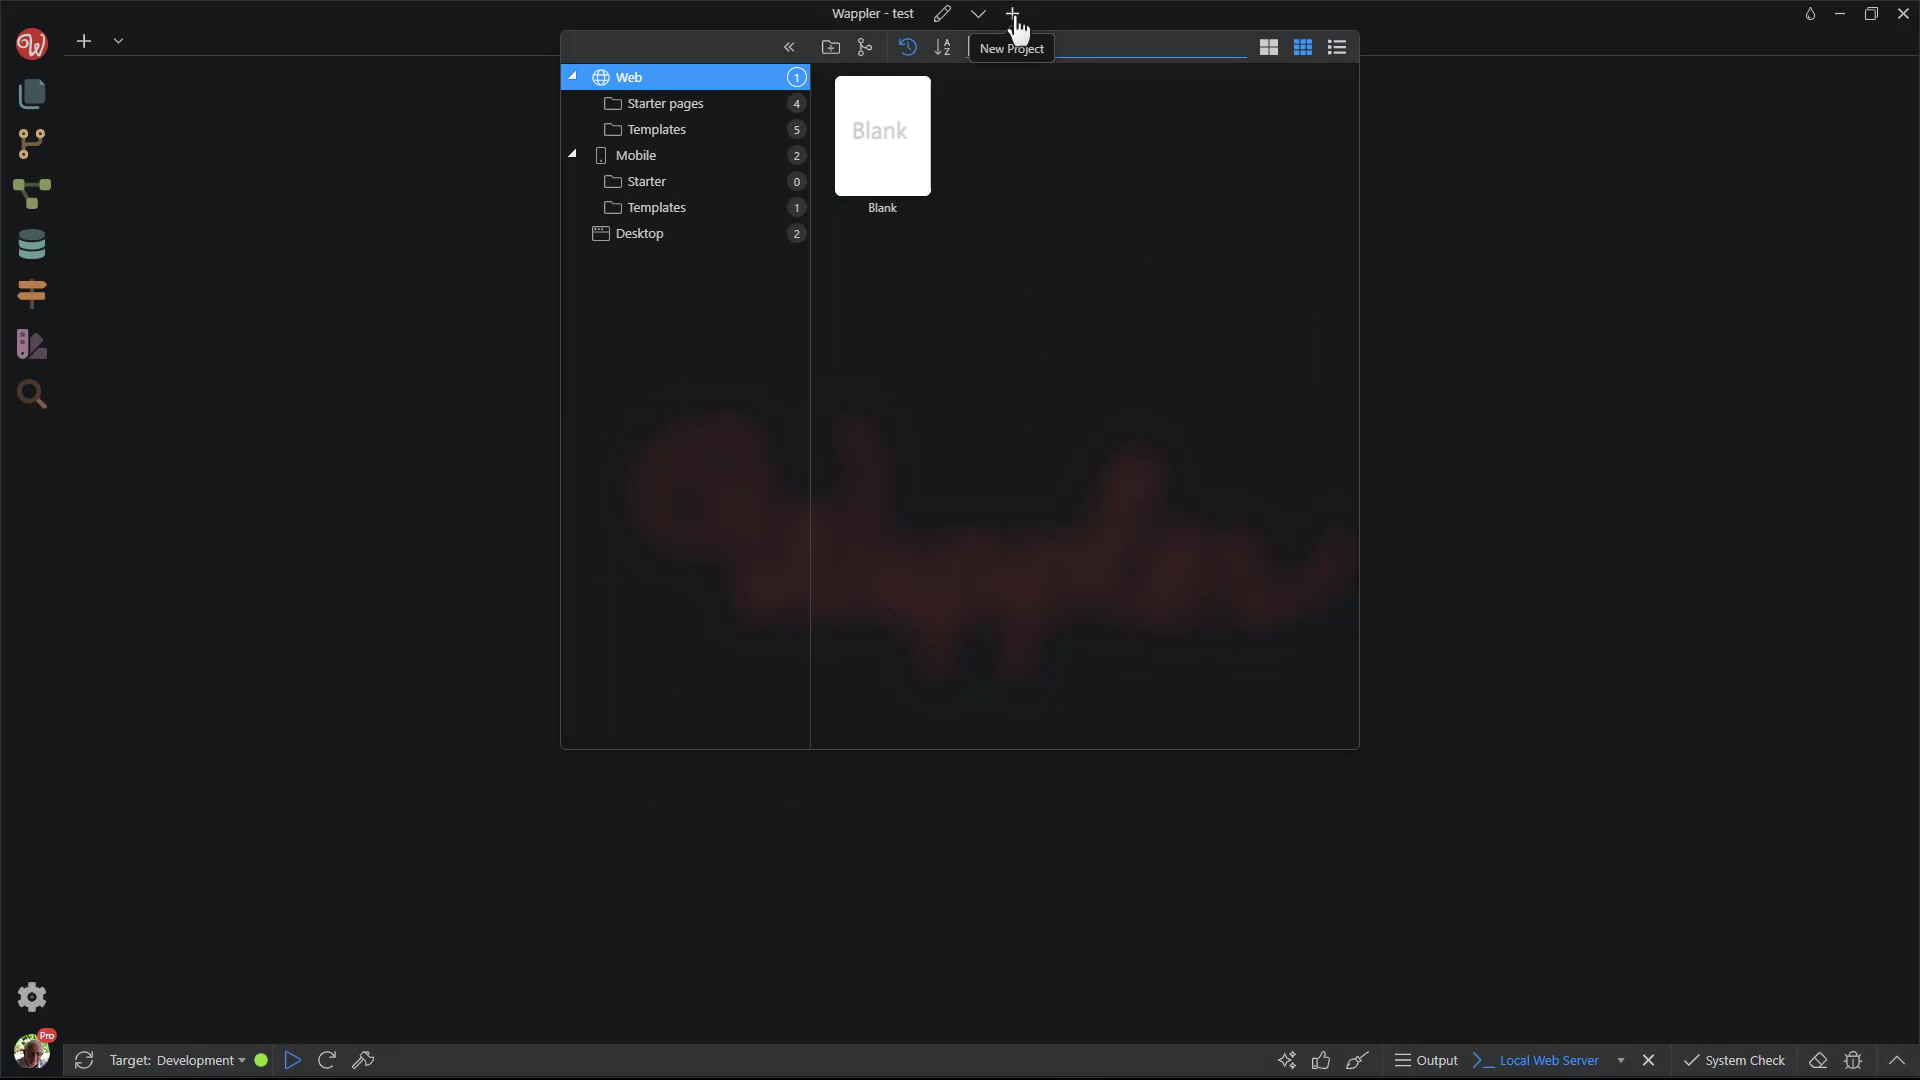 Wappler - test
New Project
Web 1
Starter pages 4
Templates 5
Mobile 2
Starter 0
Templates 1
Desktop 2
Blank
Blank
Pro
Target: Development
Output
Local Web Server
System Check